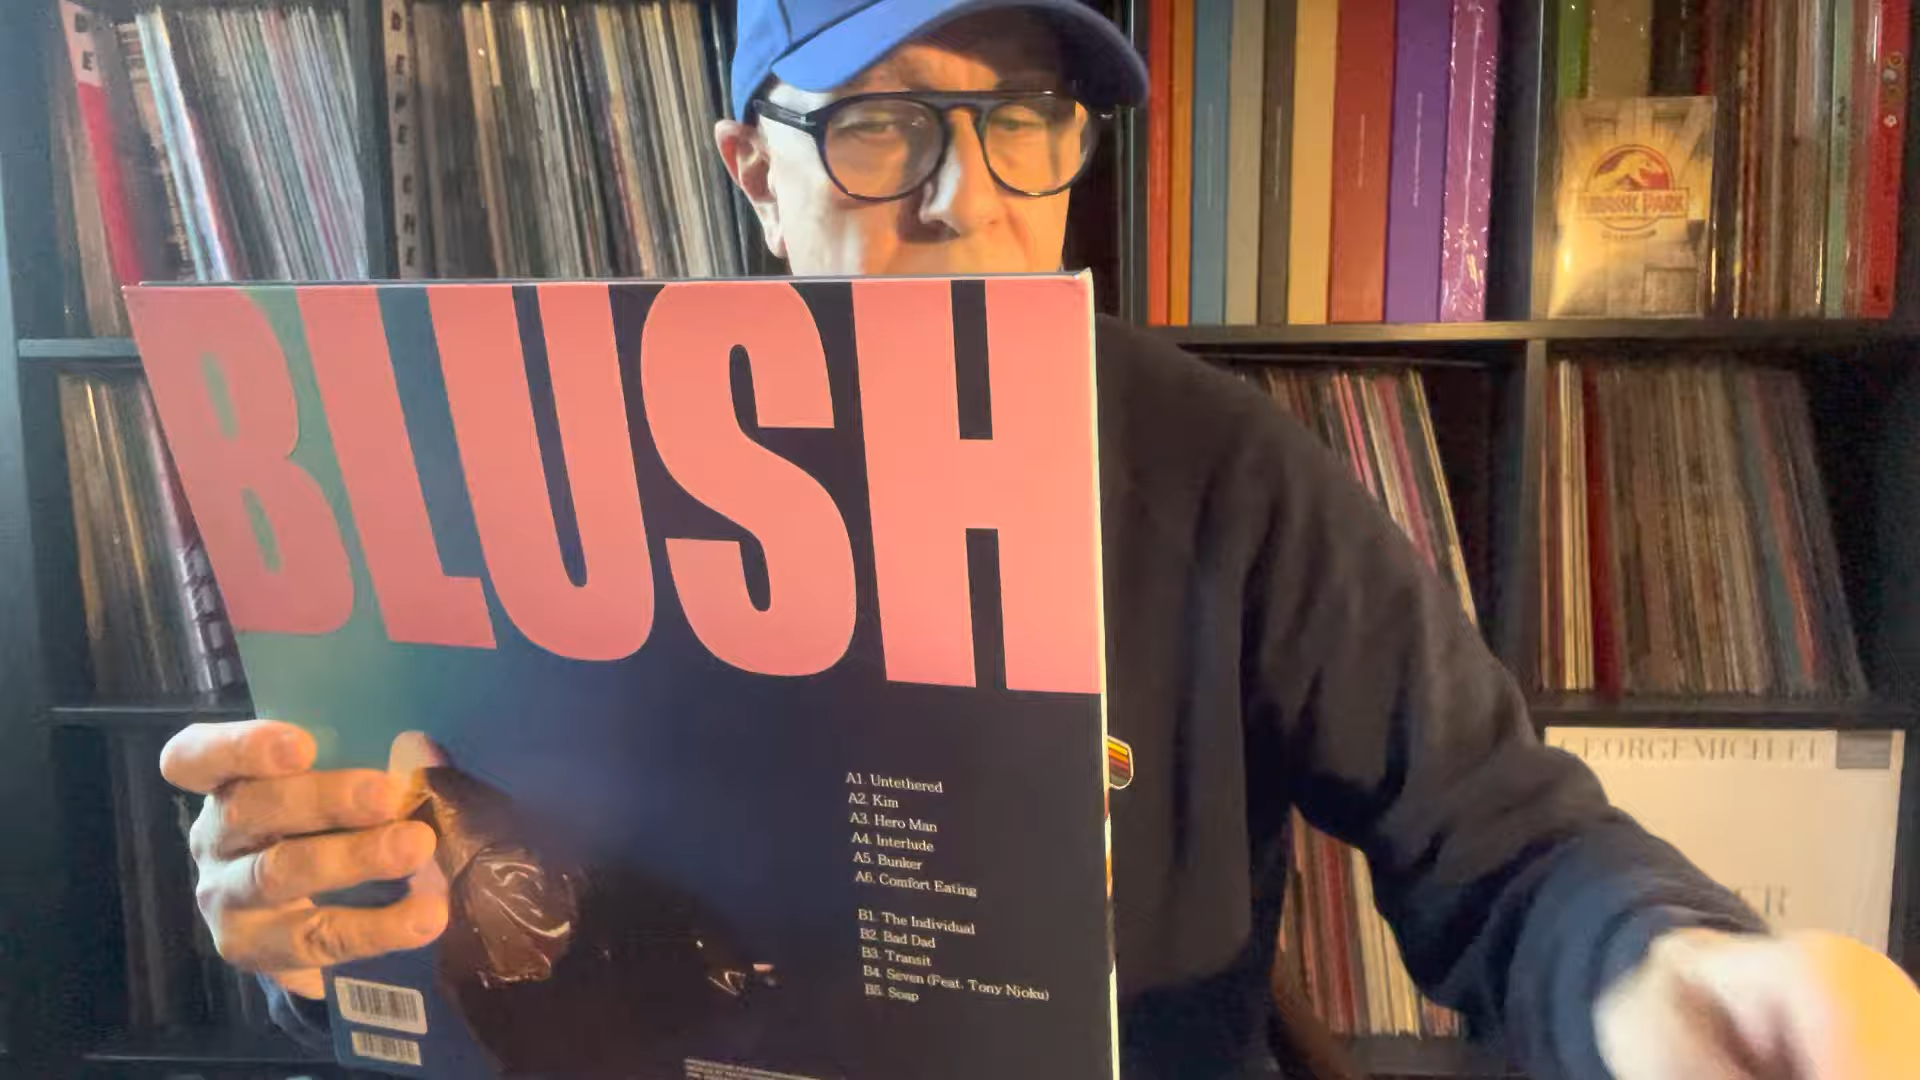 BLUSH
A1. Untethered
A2. Kim
A3. Hero Man
A4. Interlude
A5. Bunker
A6. Comfort Eating
B1. The Individual
B2. Bad Dad
B3. Transit
B4. Seven (Feat. Tony Njoku)
B5. Soap
JURASSIC PARK
GEORGE MICHAEL